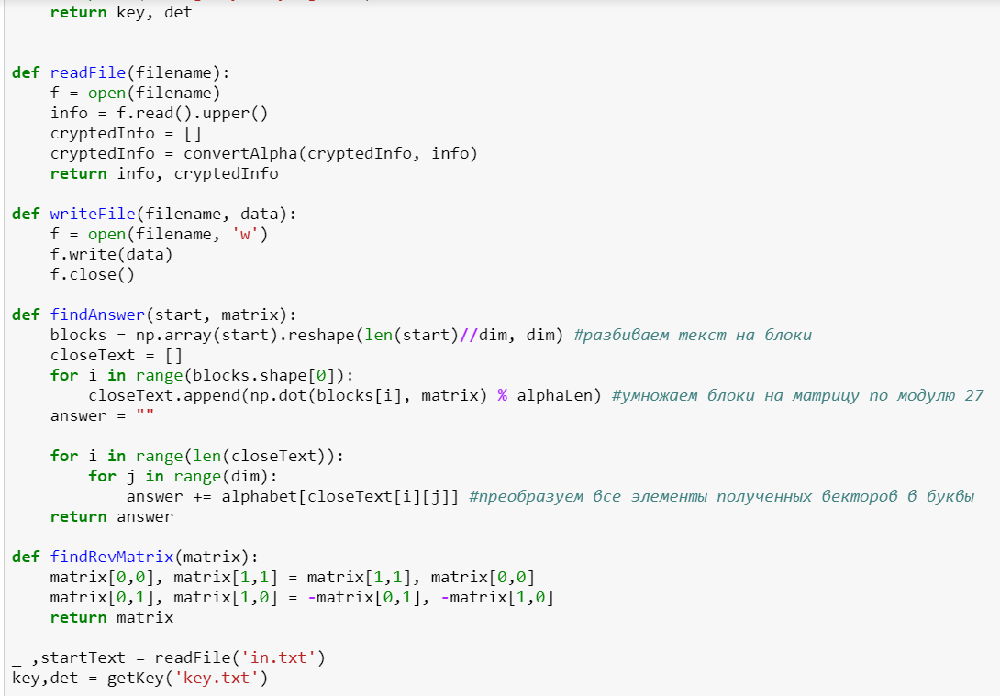 return key, det
def readFile(filename):
    f = open(filename)
    info = f.read().upper()
    cryptedInfo = []
    cryptedInfo = convertAlpha(cryptedInfo, info)
    return info, cryptedInfo
def writeFile(filename, data):
    f = open(filename, 'w')
    f.write(data)
    f.close()
def findAnswer(start, matrix):
    blocks = np.array(start).reshape(len(start)//dim, dim) #разбиваем текст на блоки
    closeText = []
    for i in range(blocks.shape[0]):
        closeText.append(np.dot(blocks[i], matrix) % alphaLen) #умножаем блоки на матрицу по модулю 27
    answer = ""
    for i in range(len(closeText)):
        for j in range(dim):
            answer += alphabet[closeText[i][j]] #преобразуем все элементы полученных векторов в буквы
    return answer
def findRevMatrix(matrix):
    matrix[0,0], matrix[1,1] = matrix[1,1], matrix[0,0]
    matrix[0,1], matrix[1,0] = -matrix[0,1], -matrix[1,0]
    return matrix
_ ,startText = readFile('in.txt')
key,det = getKey('key.txt')